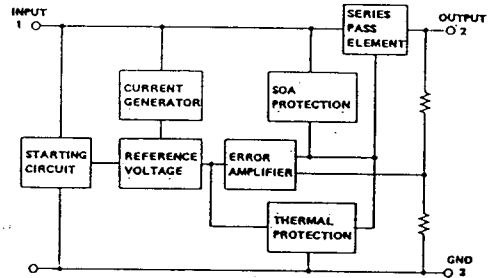 INPUT
1
SERIES
PASS
ELEMENT
OUTPUT
2
CURRENT
GENERATOR
SOA
PROTECTION
STARTING
CIRCUIT
REFERENCE
VOLTAGE
ERROR
AMPLIFIER
THERMAL
PROTECTION
GND
3